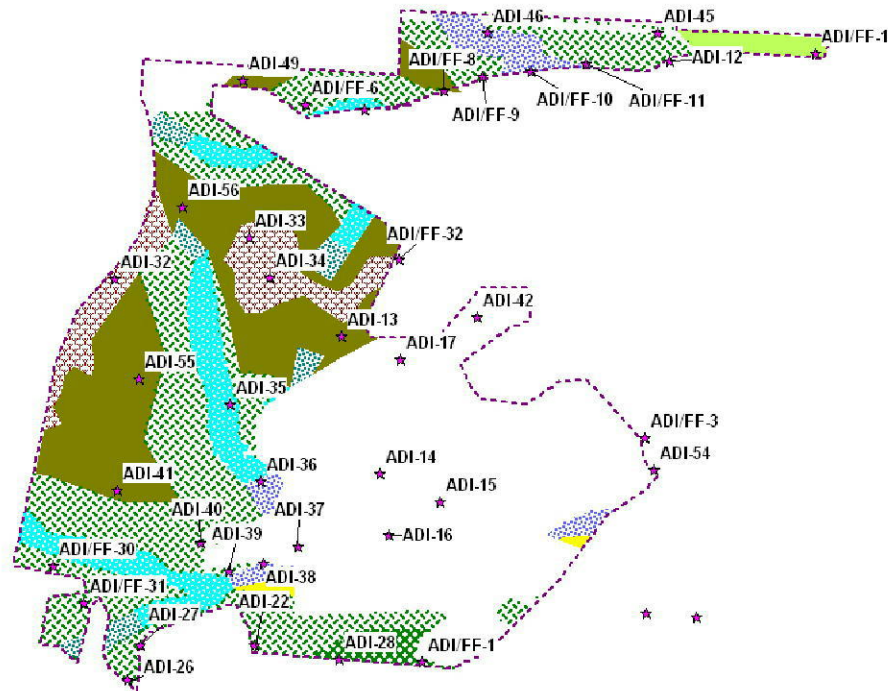 ADI-46
ADI-45
ADI/FF-1
ADI-49
ADI/FF-8
ADI-12
ADI/FF-6
ADI/FF-9
ADI/FF-10
ADI/FF-11
ADI-56
ADI-33
ADI/FF-32
ADI-32
ADI-34
ADI-42
ADI-13
ADI-17
ADI-55
ADI-35
ADI/FF-3
ADI-36
ADI-14
ADI-54
ADI-41
ADI-15
ADI-40
ADI-37
ADI-39
ADI-16
ADI/FF-30
ADI-38
ADI/FF-31
ADI-27
ADI-22
ADI-28
ADI/FF-1
ADI-26